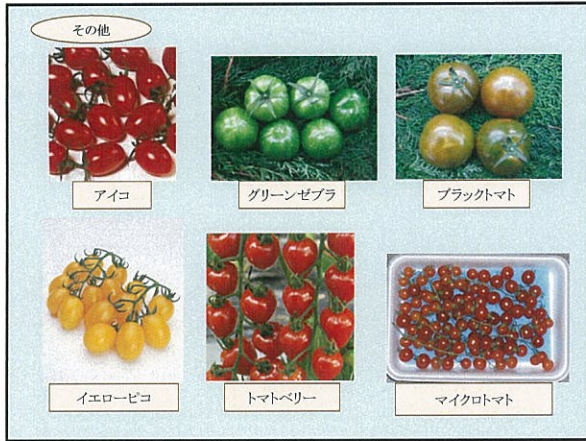 その他
アイコ
グリーンゼブラ
ブラックトマト
イエローピコ
トマトベリー
マイクロトマト